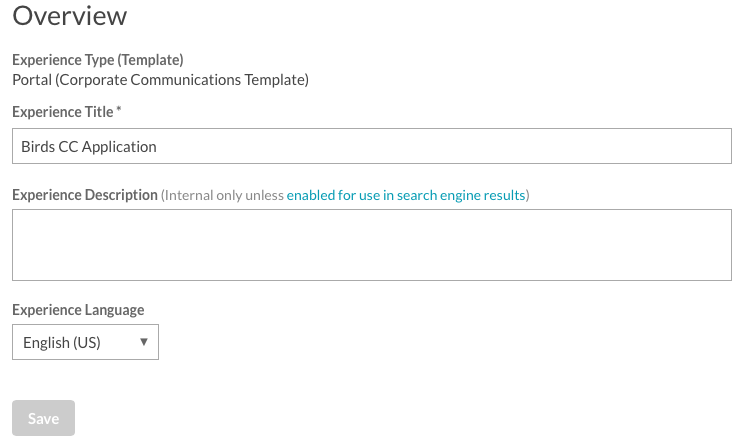 Overview
Experience Type (Template)
Portal (Corporate Communications Template)
Experience Title *
Birds CC Application
Experience Description (Internal only unless enabled for use in search engine results)
Experience Language
English (US) ▼
Save